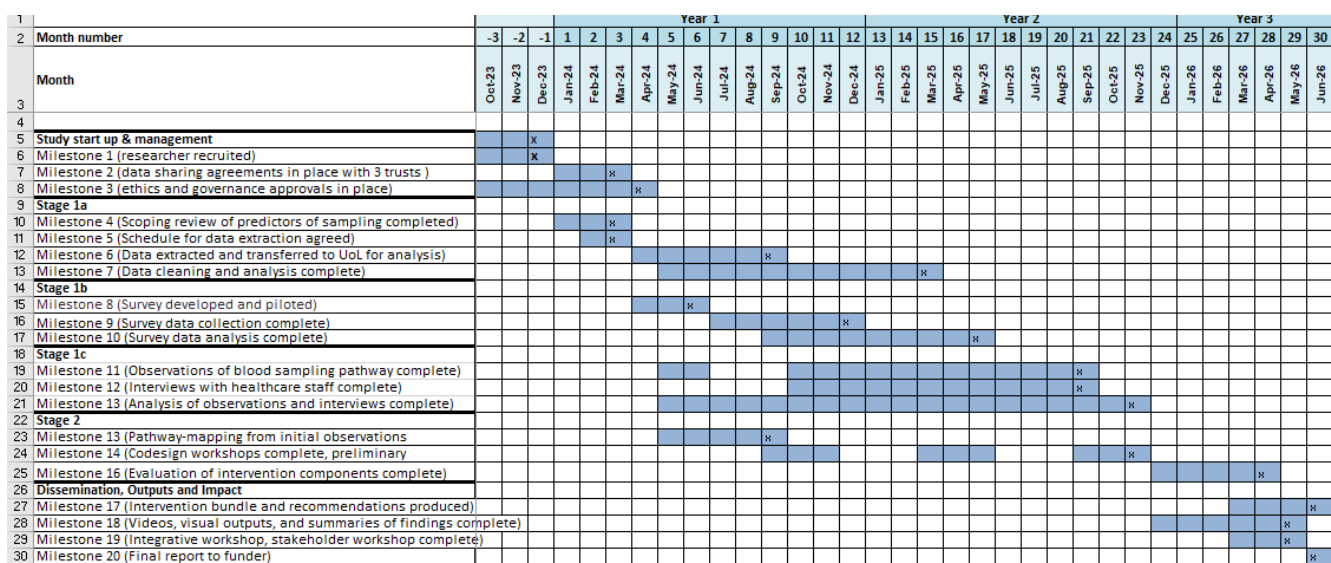 1 Year 1 Year 2 Year 3
2 Month number -3 -2 -1 1 2 3 4 5 6 7 8 9 10 11 12 13 14 15 16 17 18 19 20 21 22 23 24 25 26 27 28 29 30
3 Month Oct-23 Nov-23 Dec-23 Jan-24 Feb-24 Mar-24 Apr-24 May-24 Jun-24 Jul-24 Aug-24 Sep-24 Oct-24 Nov-24 Dec-24 Jan-25 Feb-25 Mar-25 Apr-25 May-25 Jun-25 Jul-25 Aug-25 Sep-25 Oct-25 Nov-25 Dec-25 Jan-26 Feb-26 Mar-26 Apr-26 May-26 Jun-26
4
5 Study start up & management x
6 Milestone 1 (researcher recruited) x
7 Milestone 2 (data sharing agreements in place with 3 trusts ) x
8 Milestone 3 (ethics and governance approvals in place) x
9 Stage 1a
10 Milestone 4 (Scoping review of predictors of sampling completed) x
11 Milestone 5 (Schedule for data extraction agreed) x
12 Milestone 6 (Data extracted and transferred to UoL for analysis) x
13 Milestone 7 (Data cleaning and analysis complete) x
14 Stage 1b
15 Milestone 8 (Survey developed and piloted) x
16 Milestone 9 (Survey data collection complete) x
17 Milestone 10 (Survey data analysis complete) x
18 Stage 1c
19 Milestone 11 (Observations of blood sampling pathway complete) x
20 Milestone 12 (Interviews with healthcare staff complete) x
21 Milestone 13 (Analysis of observations and interviews complete) x
22 Stage 2
23 Milestone 13 (Pathway-mapping from initial observations x
24 Milestone 14 (Codesign workshops complete, preliminary x
25 Milestone 16 (Evaluation of intervention components complete) x
26 Dissemination, Outputs and Impact
27 Milestone 17 (Intervention bundle and recommendations produced) x
28 Milestone 18 (Videos, visual outputs, and summaries of findings complete) x
29 Milestone 19 (Integrative workshop, stakeholder workshop complete) x
30 Milestone 20 (Final report to funder) x